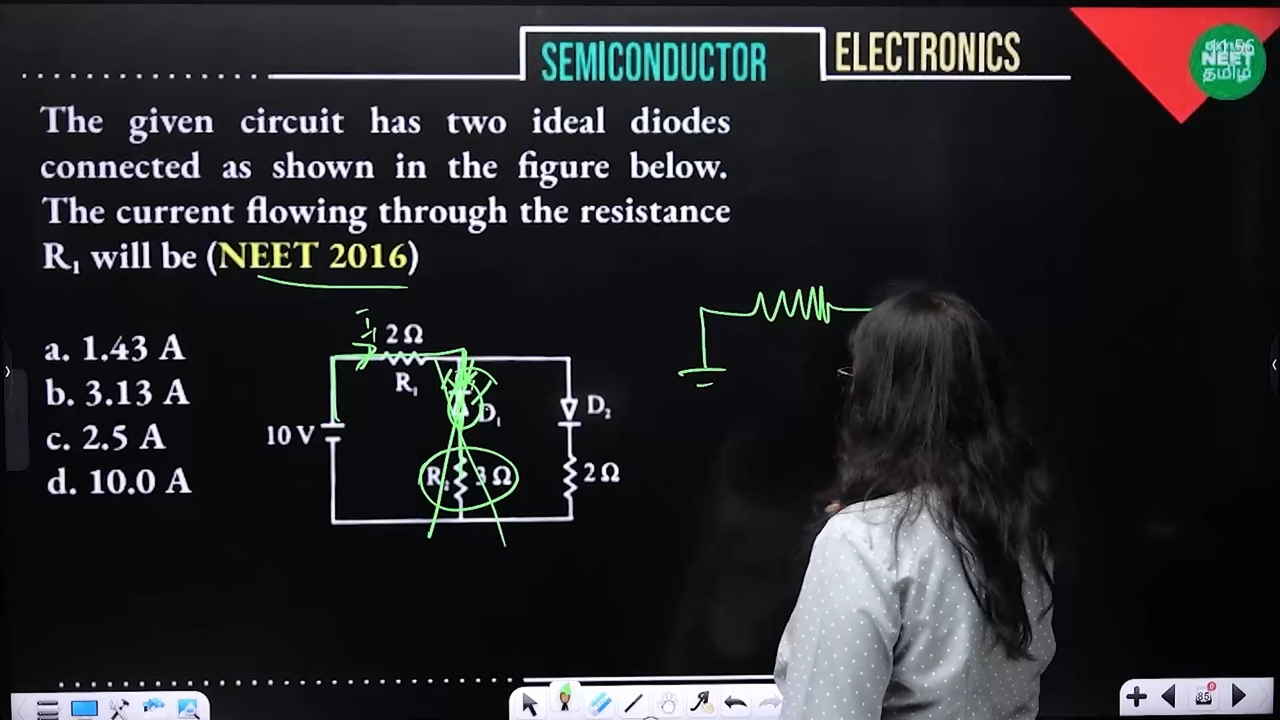 SEMICONDUCTOR ELECTRONICS
NEET
தமிழ்
The given circuit has two ideal diodes
connected as shown in the figure below.
The current flowing through the resistance
R₁ will be (NEET 2016)
a. 1.43 A
b. 3.13 A
c. 2.5 A
d. 10.0 A
2 Ω
R₁
D₁
D₂
10 V
3 Ω
2 Ω
85